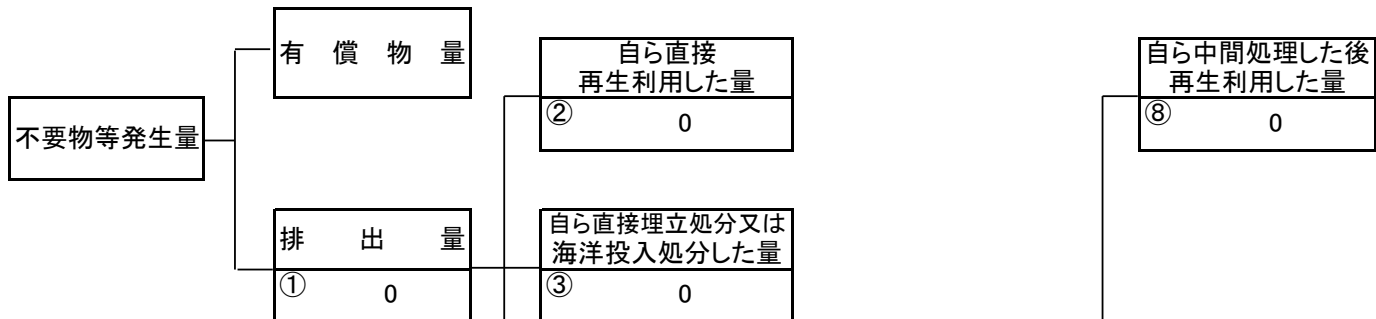 有償物量
自ら直接
再生利用した量
② 0
自ら中間処理した後
再生利用した量
⑧ 0
不要物等発生量
排出量
① 0
自ら直接埋立処分又は
海洋投入処分した量
③ 0